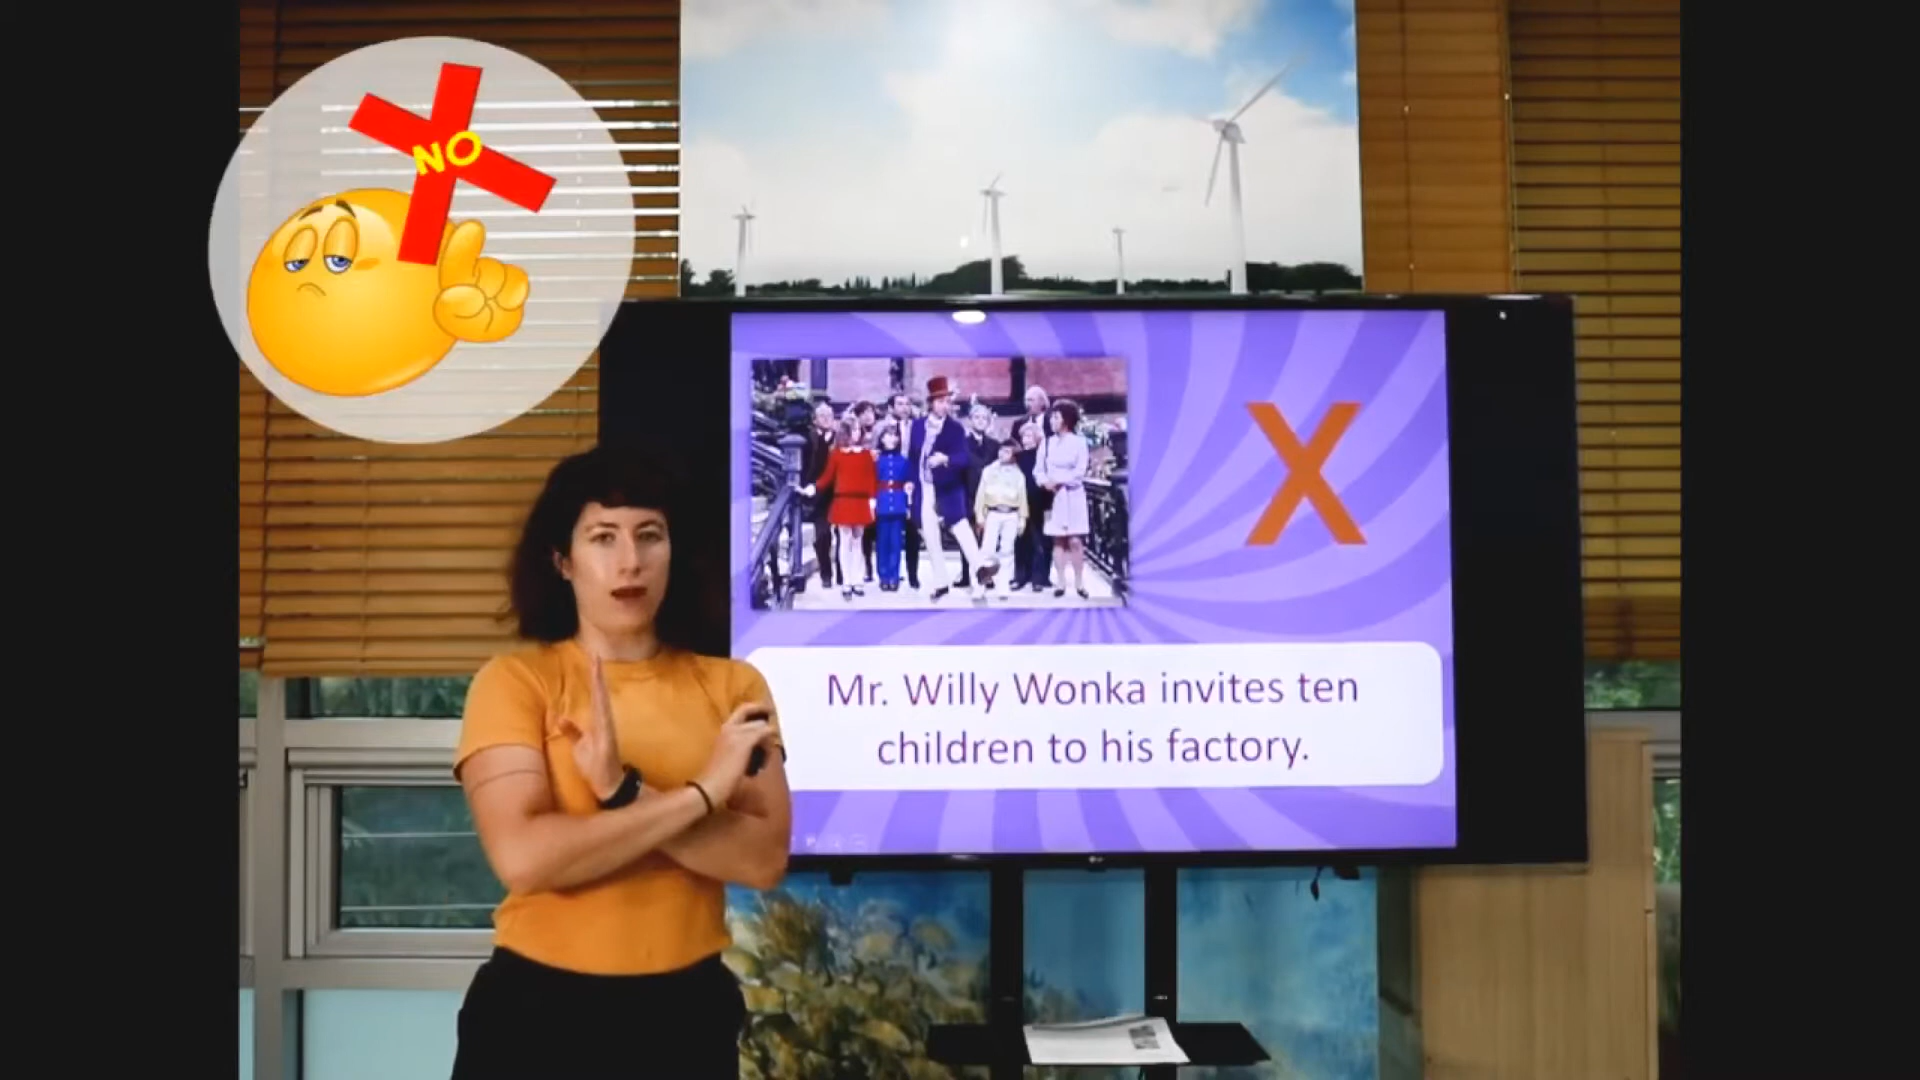 NO
X
Mr. Willy Wonka invites ten
children to his factory.